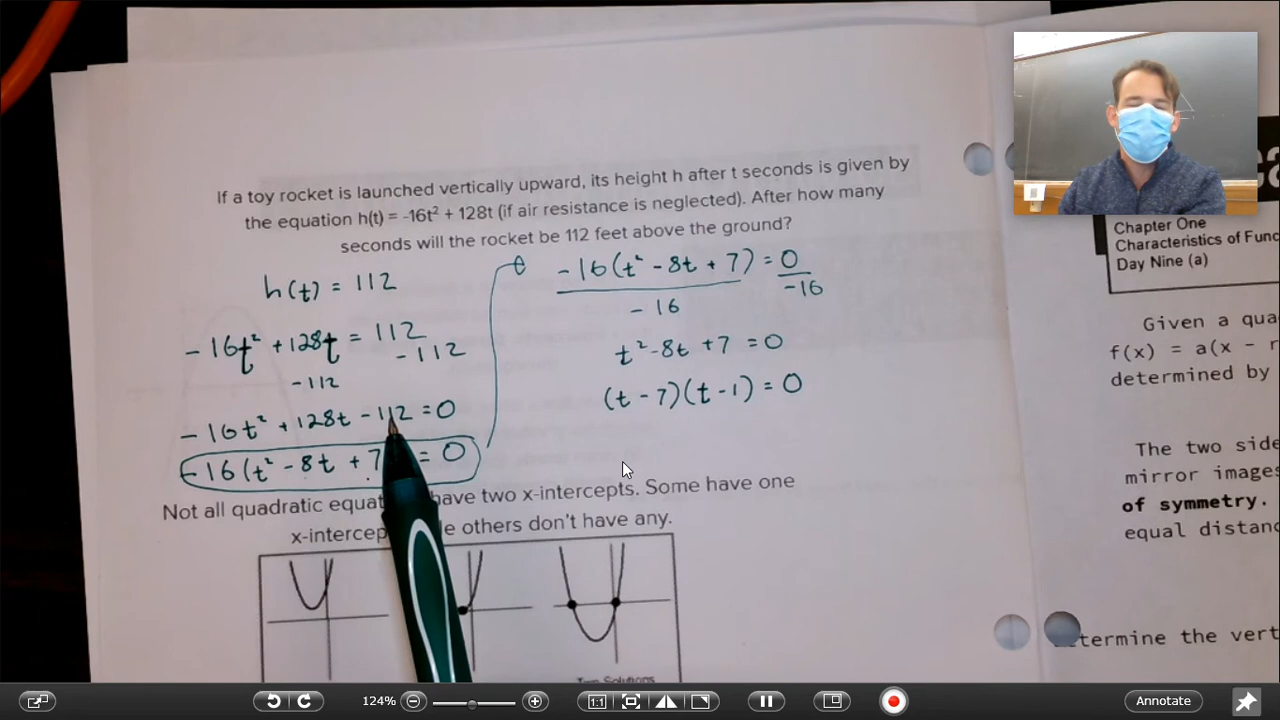 If a toy rocket is launched vertically upward, its height h after t seconds is given by
the equation h(t) = -16t² + 128t (if air resistance is neglected). After how many
seconds will the rocket be 112 feet above the ground?
h(t) = 112
-16t² + 128t = 112
-112
-112
-16t² + 128t - 112 = 0
-16(t² - 8t + 7 = 0
-16(t² - 8t + 7) = 0
-16
-16
t² - 8t + 7 = 0
(t - 7)(t - 1) = 0
Not all quadratic have two x-intercepts. Some have one
others don't have any.
Two Solutions
Chapter One
Characteristics of Func
Day Nine (a)
Given a qua
f(x) = a(x - r
determined by
The two side
mirror images
of symmetry.
equal distanc
termine the vert
124%
1:1
Annotate